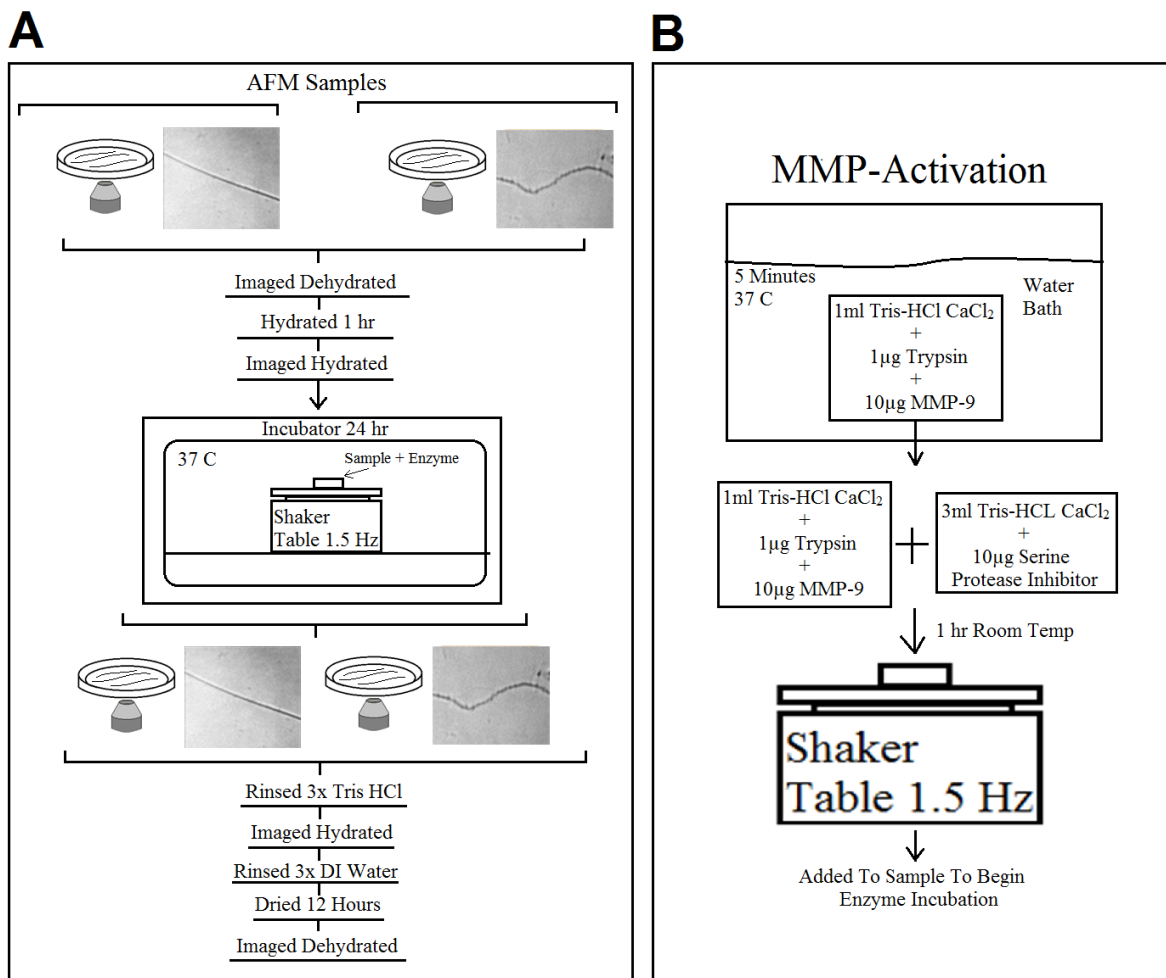 A
AFM Samples
Imaged Dehydrated
Hydrated 1 hr
Imaged Hydrated
Incubator 24 hr
37 C
Sample + Enzyme
Shaker
Table 1.5 Hz
Rinsed 3x Tris HCl
Imaged Hydrated
Rinsed 3x DI Water
Dried 12 Hours
Imaged Dehydrated
B
MMP-Activation
5 Minutes
37 C
Water
Bath
1ml Tris-HCl CaCl₂
+
1µg Trypsin
+
10µg MMP-9
1ml Tris-HCl CaCl₂
+
1µg Trypsin
+
10µg MMP-9
+
3ml Tris-HCL CaCl₂
+
10µg Serine
Protease Inhibitor
1 hr Room Temp
Shaker
Table 1.5 Hz
Added To Sample To Begin
Enzyme Incubation